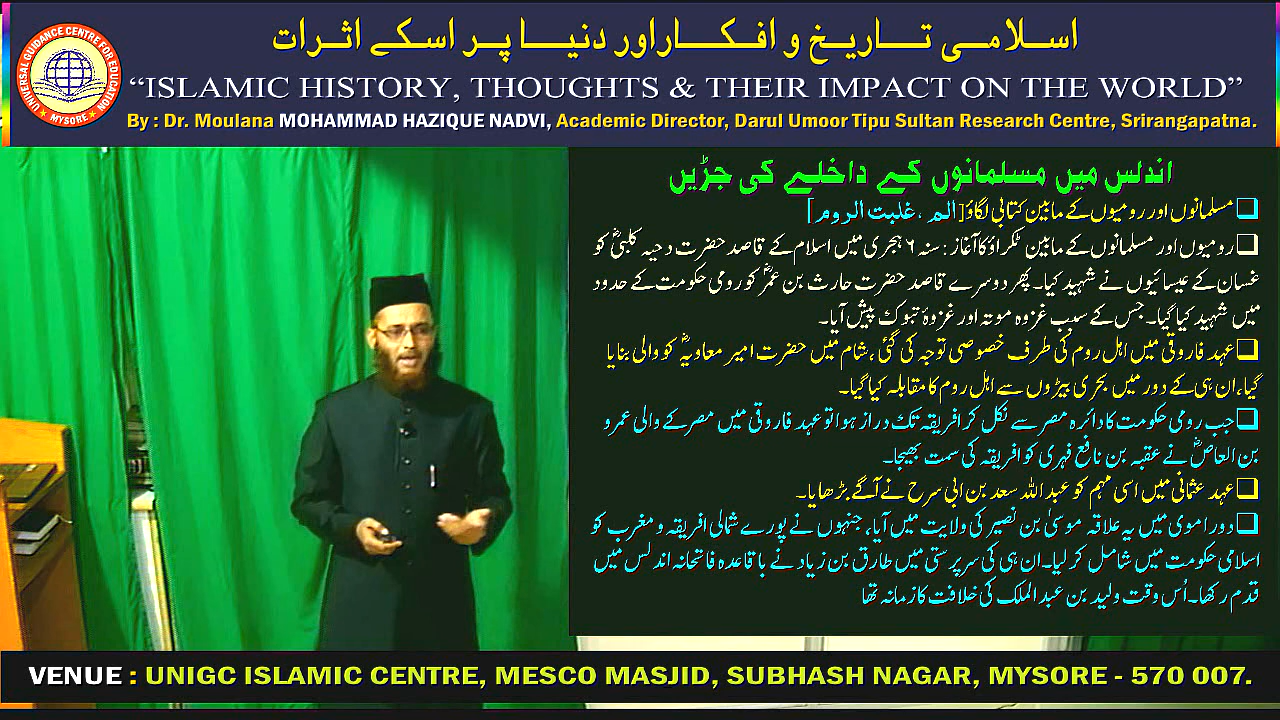 اسلامی تاریخ و افکار اور دنیا پر اسکے اثرات
“ISLAMIC HISTORY, THOUGHTS & THEIR IMPACT ON THE WORLD”
By : Dr. Moulana MOHAMMAD HAZIQUE NADVI, Academic Director, Darul Umoor Tipu Sultan Research Centre, Srirangapatna.
UNIVERSAL GUIDANCE CENTRE FOR EDUCATION
★ MYSORE ★
اندلس میں مسلمانوں کے داخلے کی جڑیں
❑مسلمانوں اور رومیوں کے مابین کتابی لگاؤ[الم، غلبت الروم]
❑رومیوں اور مسلمانوں کے مابین ٹکراؤ کا آغاز: سنہ ۶ ہجری میں اسلام کے قاصد حضرت دحیہ کلبیؓ کو
غسان کے عیسائیوں نے شہید کیا۔ پھر دوسرے قاصد حضرت حارث بن عمرؓ کو رومی حکومت کے حدود
میں شہید کیا گیا۔ جس کے سبب غزوہ موتہ اور غزوۂ تبوک پیش آیا۔
❑عہد فاروقی میں اہل روم کی طرف خصوصی توجہ کی گئی، شام میں حضرت امیر معاویہؓ کو والی بنایا
گیا، ان ہی کے دور میں بحری بیڑوں سے اہل روم کا مقابلہ کیا گیا۔
❑جب رومی حکومت کا دائرہ مصر سے نکل کر افریقہ تک دراز ہوا تو عہد فاروقی میں مصر کے والی عمرو
بن العاصؓ نے عقبہ بن نافع فہری کو افریقہ کی سمت بھیجا۔
❑عہد عثمانی میں اسی مہم کو عبد اللہ سعد بن ابی سرح نے آگے بڑھایا۔
❑دور اموی میں یہ علاقہ موسیٰ بن نصیر کی ولایت میں آیا، جنہوں نے پورے شمالی افریقہ و مغرب کو
اسلامی حکومت میں شامل کر لیا۔ ان ہی کی سرپرستی میں طارق بن زیاد نے باقاعدہ فاتحانہ اندلس میں
قدم رکھا۔ اُس وقت ولید بن عبد الملک کی خلافت کا زمانہ تھا
VENUE : UNIGC ISLAMIC CENTRE, MESCO MASJID, SUBHASH NAGAR, MYSORE - 570 007.